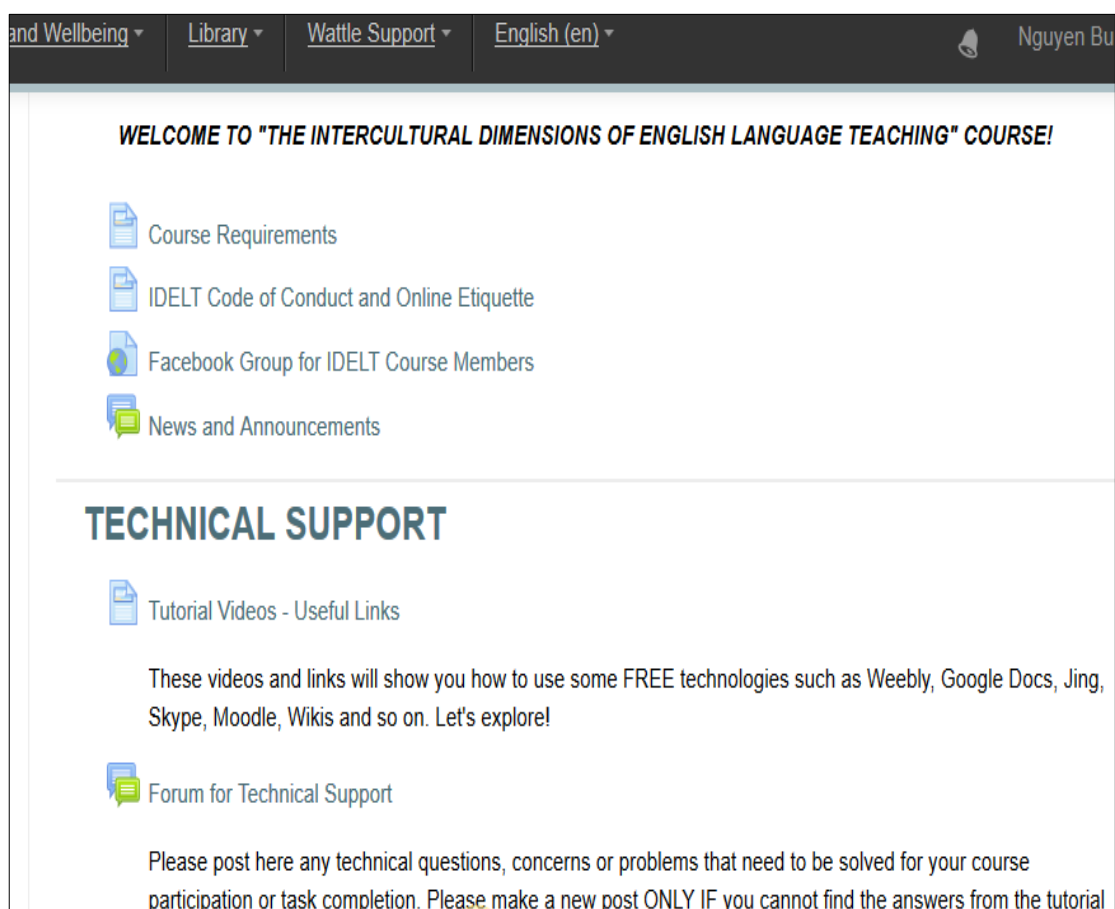 and Wellbeing Library Wattle Support English (en) Nguyen Bu
WELCOME TO "THE INTERCULTURAL DIMENSIONS OF ENGLISH LANGUAGE TEACHING" COURSE!
Course Requirements
IDELT Code of Conduct and Online Etiquette
Facebook Group for IDELT Course Members
News and Announcements
TECHNICAL SUPPORT
Tutorial Videos - Useful Links
These videos and links will show you how to use some FREE technologies such as Weebly, Google Docs, Jing,
Skype, Moodle, Wikis and so on. Let's explore!
Forum for Technical Support
Please post here any technical questions, concerns or problems that need to be solved for your course
participation or task completion. Please make a new post ONLY IF you cannot find the answers from the tutorial